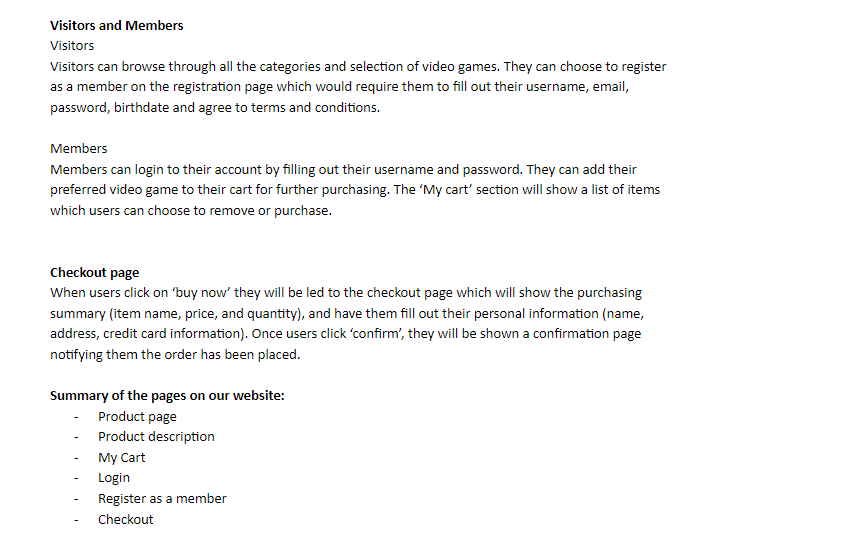 Visitors and Members
Visitors
Visitors can browse through all the categories and selection of video games. They can choose to register
as a member on the registration page which would require them to fill out their username, email,
password, birthdate and agree to terms and conditions.
Members
Members can login to their account by filling out their username and password. They can add their
preferred video game to their cart for further purchasing. The ‘My cart’ section will show a list of items
which users can choose to remove or purchase.
Checkout page
When users click on ‘buy now’ they will be led to the checkout page which will show the purchasing
summary (item name, price, and quantity), and have them fill out their personal information (name,
address, credit card information). Once users click ‘confirm’, they will be shown a confirmation page
notifying them the order has been placed.
Summary of the pages on our website:
- Product page
- Product description
- My Cart
- Login
- Register as a member
- Checkout